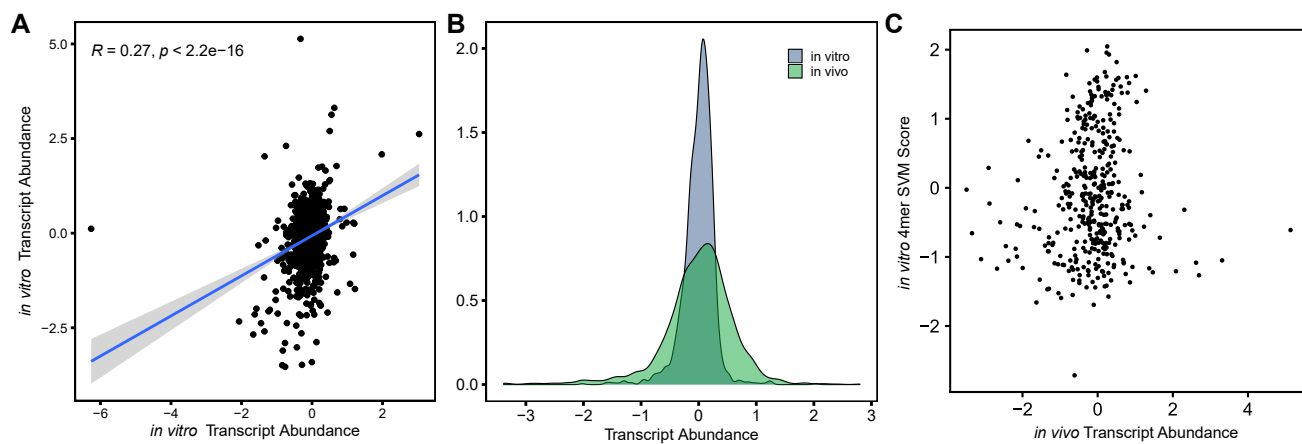 A
R = 0.27, p < 2.2e−16
5.0
2.5
0.0
−2.5
in vitro Transcript Abundance
−6
−4
−2
0
2
in vitro Transcript Abundance
B
in vitro
in vivo
2.0
1.5
1.0
0.5
0.0
−3
−2
−1
0
1
2
3
Transcript Abundance
C
2
1
0
−1
−2
in vitro 4mer SVM Score
−2
0
2
4
in vivo Transcript Abundance